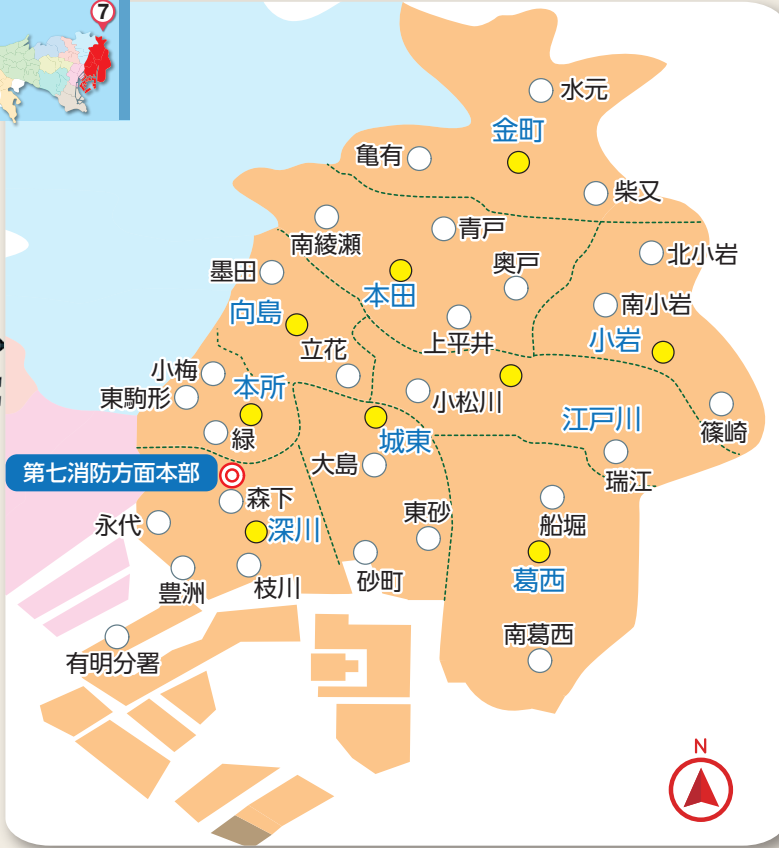 7
水元
金町
亀有
柴又
青戸
南綾瀬
北小岩
奥戸
墨田
本田
南小岩
向島
上平井
小岩
立花
小梅
本所
東駒形
小松川
篠崎
江戸川
緑
城東
大島
瑞江
第七消防方面本部
森下
東砂
永代
深川
船堀
豊洲
枝川
砂町
葛西
有明分署
南葛西
N